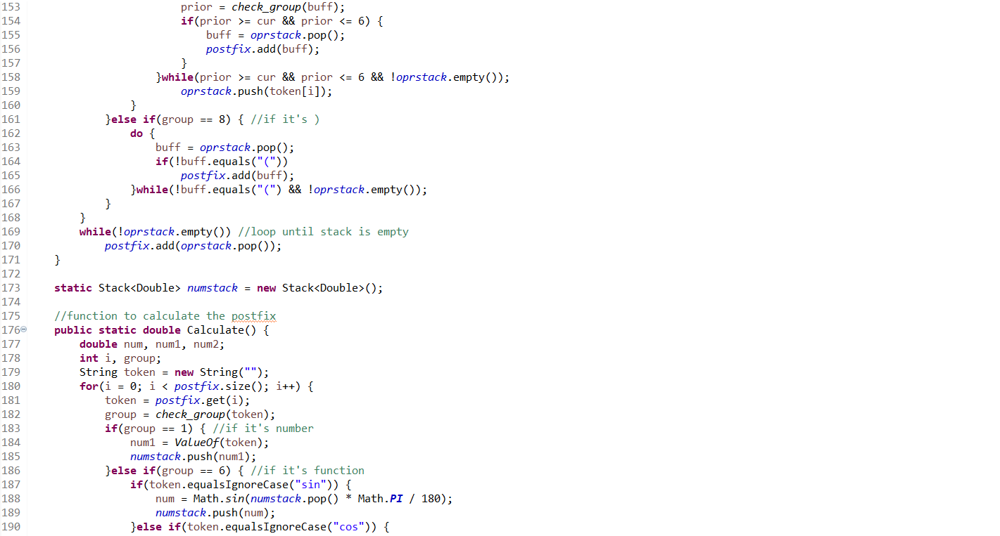 153                         prior = check_group(buff);
154                         if(prior >= cur && prior <= 6) {
155                             buff = oprstack.pop();
156                             postfix.add(buff);
157                         }
158                     }while(prior >= cur && prior <= 6 && !oprstack.empty());
159                         oprstack.push(token[i]);
160                 }
161             }else if(group == 8) { //if it's )
162                 do {
163                     buff = oprstack.pop();
164                     if(!buff.equals("("))
165                         postfix.add(buff);
166                 }while(!buff.equals("(") && !oprstack.empty());
167             }
168         }
169         while(!oprstack.empty()) //loop until stack is empty
170             postfix.add(oprstack.pop());
171     }
172
173     static Stack<Double> numstack = new Stack<Double>();
174
175     //function to calculate the postfix
176     public static double Calculate() {
177         double num, num1, num2;
178         int i, group;
179         String token = new String("");
180         for(i = 0; i < postfix.size(); i++) {
181             token = postfix.get(i);
182             group = check_group(token);
183             if(group == 1) { //if it's number
184                 num1 = ValueOf(token);
185                 numstack.push(num1);
186             }else if(group == 6) { //if it's function
187                 if(token.equalsIgnoreCase("sin")) {
188                     num = Math.sin(numstack.pop() * Math.PI / 180);
189                     numstack.push(num);
190                 }else if(token.equalsIgnoreCase("cos")) {